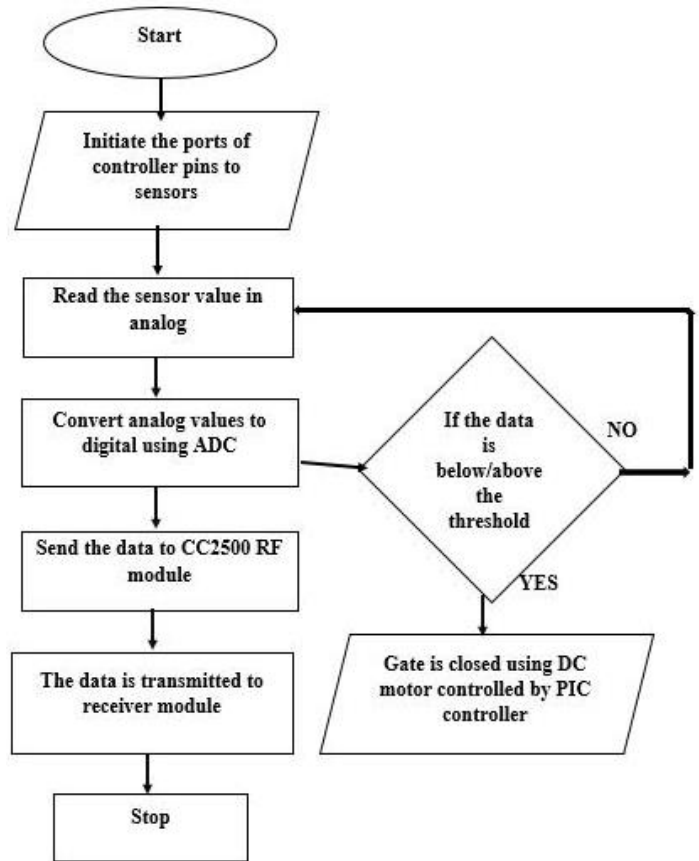 Start
Initiate the ports of
controller pins to
sensors
Read the sensor value in
analog
Convert analog values to
digital using ADC
If the data
is
below/above
the
threshold
NO
YES
Send the data to CC2500 RF
module
The data is transmitted to
receiver module
Gate is closed using DC
motor controlled by PIC
controller
Stop